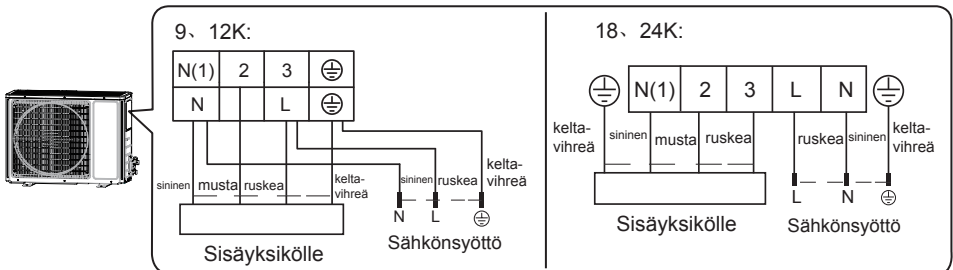 9、12K:
N(1) 2 3
N L
sininen musta ruskea kelta-
vihreä
sininen ruskea kelta-
vihreä
N L
Sisäyksikölle
Sähkönsyöttö
18、24K:
N(1) 2 3 L N
kelta-
vihreä
sininen musta ruskea
ruskea sininen kelta-
vihreä
L N
Sisäyksikölle
Sähkönsyöttö